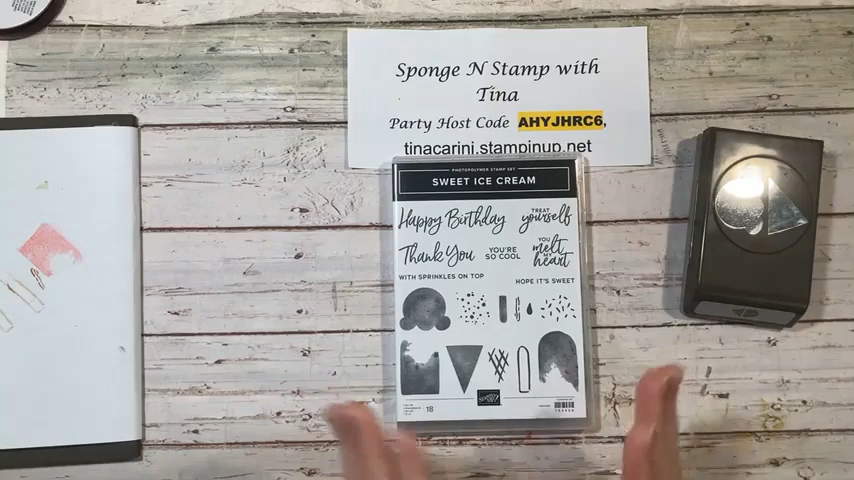 Sponge N Stamp with
Tina
Party Host Code AHYJHRC6,
tinacarini.stampinup.net
PHOTOPOLYMER STAMP SET
SWEET ICE CREAM
Happy Birthday
TREAT
yourself
Thank You
YOU'RE
SO COOL
YOU
melt
MY
heart
WITH SPRINKLES ON TOP
HOPE IT'S SWEET
18